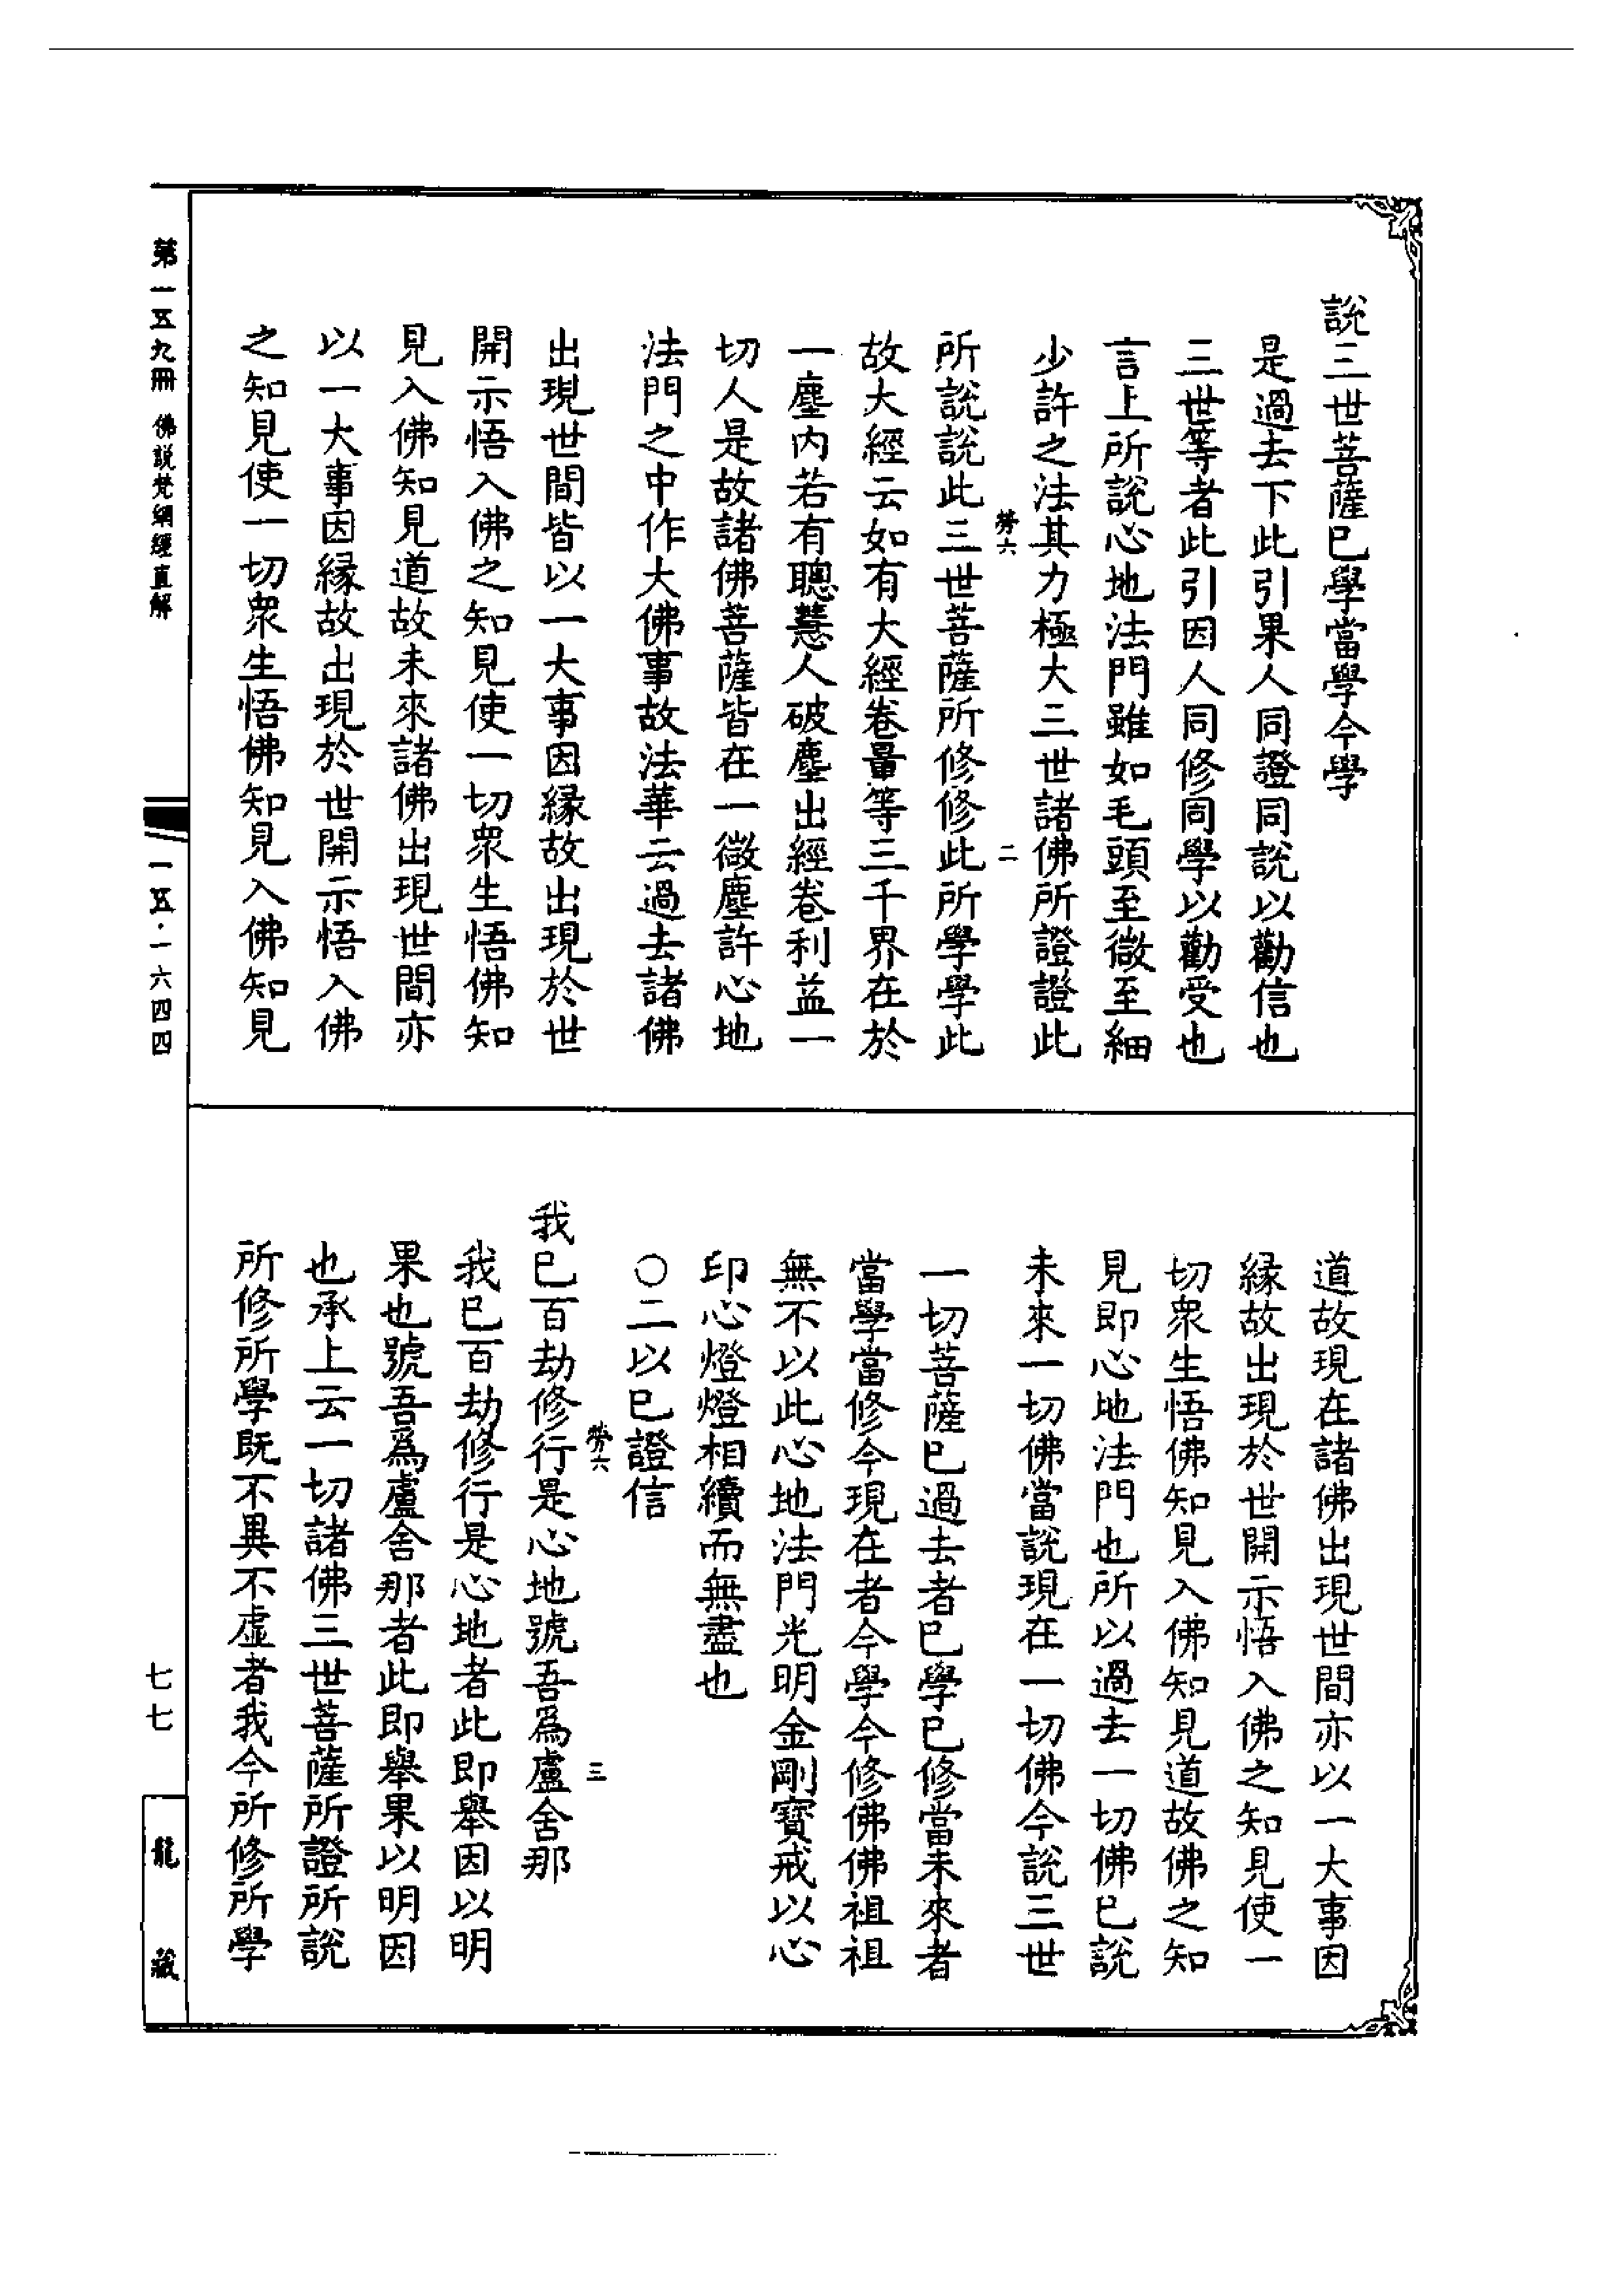 說三世菩薩已學當學今學
是過去下此引果人同證同說以勸信也
三世等者此引因人同修同學以勸受也
言上所說心地法門雖如毛頭至微至細
少許之法其力極大三世諸佛所證證此
勞六
二
所說說此三世菩薩所修修此所學學此
故大經云如有大經卷量等三千界在於
一塵內若有聰慧人破塵出經卷利益一
切人是故諸佛菩薩皆在一微塵許心地
法門之中作大佛事故法華云過去諸佛
出現世間皆以一大事因緣故出現於世
開示悟入佛之知見使一切衆生悟佛知
見入佛知見道故未來諸佛出現世間亦
以一大事因緣故出現於世開示悟入佛
之知見使一切衆生悟佛知見入佛知見
道故現在諸佛出現世間亦以一大事因
緣故出現於世開示悟入佛之知見使一
切衆生悟佛知見入佛知見道故佛之知
見即心地法門也所以過去一切佛已說
未來一切佛當說現在一切佛今說三世
一切菩薩已過去者已學已修當未來者
當學當修今現在者今學今修佛佛祖祖
無不以此心地法門光明金剛寶戒以心
印心燈燈相續而無盡也
○二以已證信
勞六
三
我已百劫修行是心地號吾爲盧舍那
我已百劫修行是心地者此即舉因以明
果也號吾爲盧舍那者此即舉果以明因
也承上云一切諸佛三世菩薩所證所說
所修所學既不異不虛者我今所修所學
第一五九冊 佛説梵網經直解
一五·一六四四
七七
龍藏